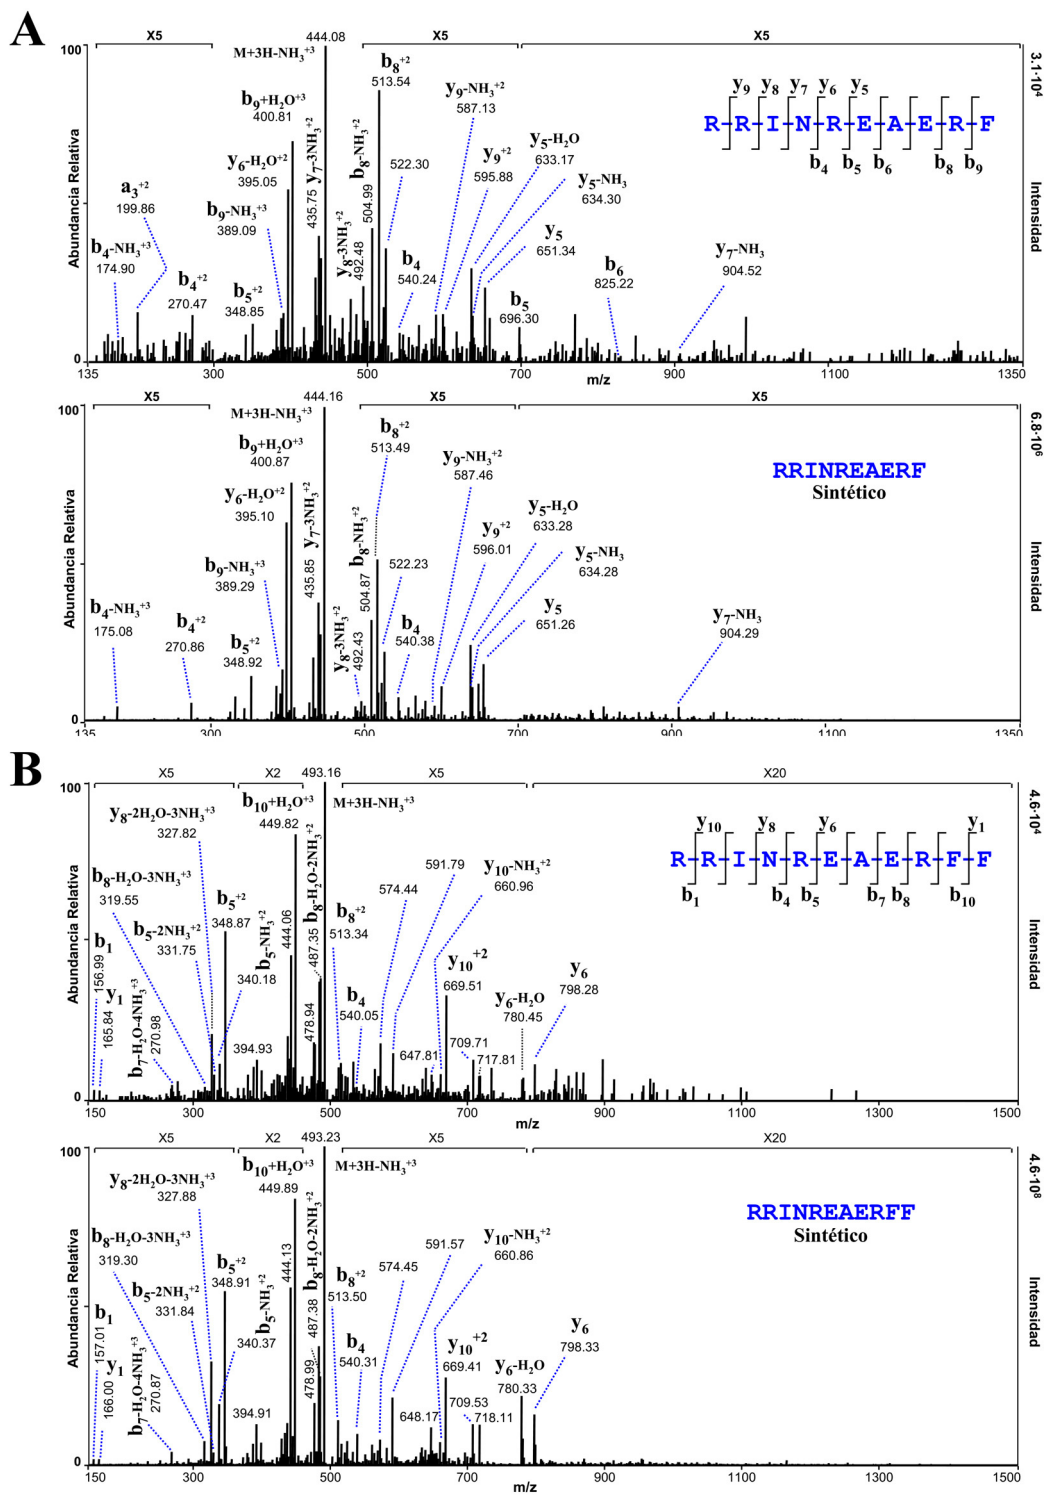 A
X5
444.08
X5
X5
100
M+3H-NH₃⁺³
b₈⁺²
513.54
3.1·10⁴
b₉+H₂O⁺³
400.81
y₇-3NH₃⁺²
435.75
b₈-NH₃⁺²
504.99
y₉-NH₃⁺²
587.13
y₉ y₈ y₇ y₆ y₅
R-R-I-N-R-E-A-E-R-F
b₄ b₅ b₆ b₈ b₉
y₆-H₂O⁺²
395.05
522.30
y₅-H₂O
633.17
y₉⁺²
595.88
y₅-NH₃
634.30
a₃⁺²
199.86
b₉-NH₃⁺³
389.09
y₈-3NH₃⁺²
492.48
b₄-NH₃⁺³
174.90
b₄⁺²
270.47
b₅⁺²
348.85
b₄
540.24
y₅
651.34
b₅
696.30
b₆
825.22
y₇-NH₃
904.52
Abundancia Relativa
Intensidad
0
135 300 500 700 900 1100 1350
m/z
X5
444.16
X5
X5
100
M+3H-NH₃⁺³
b₈⁺²
513.49
6.8·10⁶
b₉+H₂O⁺³
400.87
y₉-NH₃⁺²
587.46
RRINREAERF
Sintético
y₆-H₂O⁺²
395.10
y₇-3NH₃⁺²
435.85
b₈-NH₃⁺²
504.87
y₅-H₂O
633.28
y₉⁺²
596.01
y₅-NH₃
634.28
b₉-NH₃⁺³
389.29
522.23
b₄-NH₃⁺³
175.08
b₄⁺²
270.86
b₅⁺²
348.92
y₈-3NH₃⁺²
492.43
b₄
540.38
y₅
651.26
y₇-NH₃
904.29
Abundancia Relativa
Intensidad
0
135 300 500 700 900 1100 1350
m/z
B
X5
X2
493.16
X5
X20
100
y₈-2H₂O-3NH₃⁺³
327.82
b₁₀+H₂O⁺³
449.82
M+3H-NH₃⁺³
4.6·10⁴
y₁₀ y₈ y₆ y₁
R-R-I-N-R-E-A-E-R-F-F
b₁ b₄ b₅ b₇ b₈ b₁₀
b₈-H₂O-3NH₃⁺³
319.55
b₅⁺²
348.87
b₅-NH₃⁺²
444.06
b₈-H₂O-2NH₃⁺²
487.35
591.79
574.44
y₁₀-NH₃⁺²
660.96
b₅-2NH₃⁺²
331.75
b₈⁺²
513.34
b₁
156.99
y₁
165.84
b₇-H₂O-4NH₃⁺³
270.98
340.18
394.93
478.94
b₄
540.05
y₁₀⁺²
669.51
647.81
709.71
717.81
y₆-H₂O
780.45
y₆
798.28
Abundancia Relativa
Intensidad
0
150 300 500 700 900 1100 1300 1500
m/z
X5
X2
493.23
X5
X20
100
y₈-2H₂O-3NH₃⁺³
327.88
b₁₀+H₂O⁺³
449.89
M+3H-NH₃⁺³
4.6·10⁸
RRINREAERFF
Sintético
b₈-H₂O-3NH₃⁺³
319.30
b₅⁺²
348.91
b₅-NH₃⁺²
444.13
b₈-H₂O-2NH₃⁺²
487.38
591.57
574.45
y₁₀-NH₃⁺²
660.86
b₅-2NH₃⁺²
331.84
b₈⁺²
513.50
b₁
157.01
y₁
166.00
b₇-H₂O-4NH₃⁺³
270.87
340.37
394.91
478.99
b₄
540.31
y₁₀⁺²
669.41
648.17
709.53
718.11
y₆-H₂O
780.33
y₆
798.33
Abundancia Relativa
Intensidad
0
150 300 500 700 900 1100 1300 1500
m/z